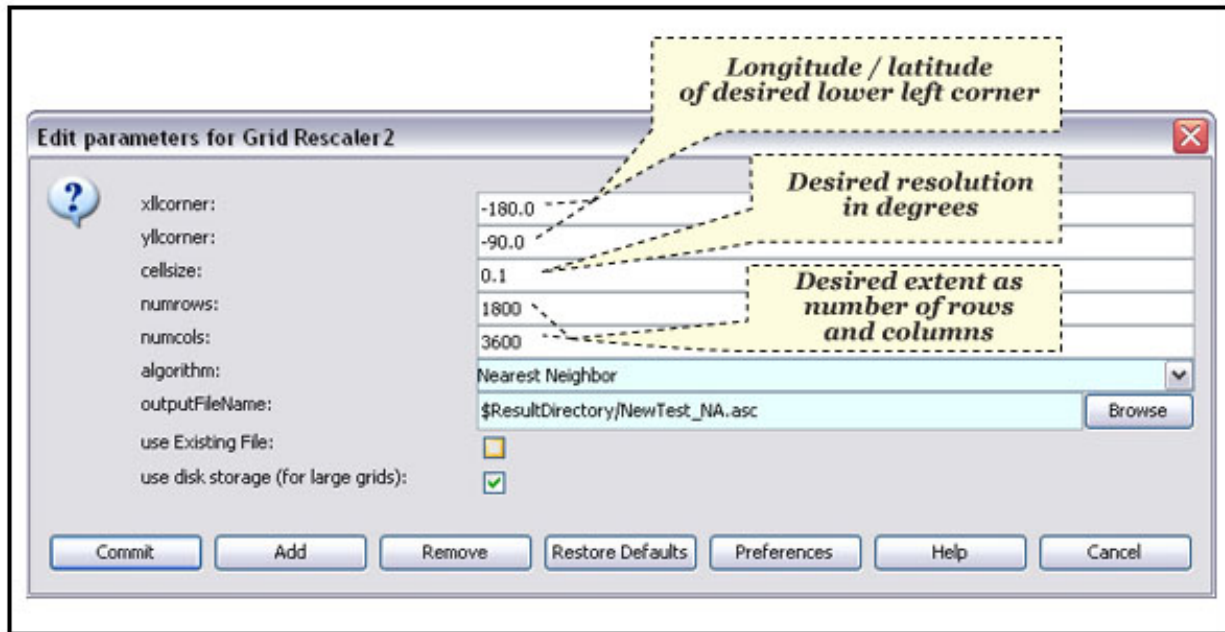 Longitude / latitude
of desired lower left corner
Edit parameters for Grid Rescaler2
?
Desired resolution
in degrees
xllcorner:
-180.0
yllcorner:
-90.0
cellsize:
0.1
Desired extent as
number of rows
and columns
numrows:
1800
numcols:
3600
algorithm:
Nearest Neighbor
outputFileName:
$ResultDirectory/NewTest_NA.asc
Browse
use Existing File:
use disk storage (for large grids):
Commit
Add
Remove
Restore Defaults
Preferences
Help
Cancel